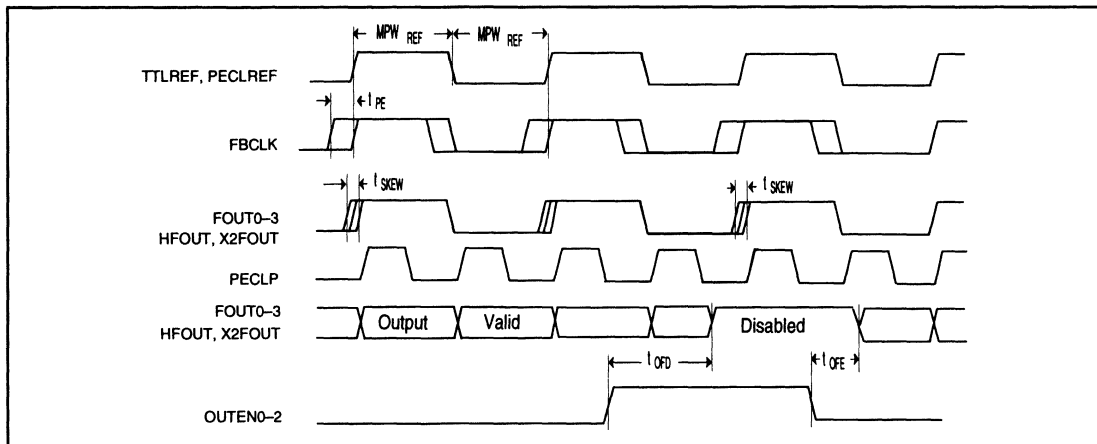 MPW REF MPW REF
TTLREF, PECLREF
t PE
FBCLK
t SKEW t SKEW
FOUT0–3
HFOUT, X2FOUT
PECLP
FOUT0–3
HFOUT, X2FOUT
Output Valid Disabled
t OFD t OFE
OUTEN0–2